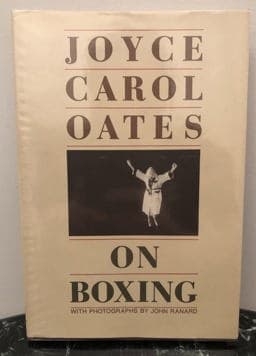 JOYCE
CAROL
OATES
ON
BOXING
WITH PHOTOGRAPHS BY JOHN RANARD